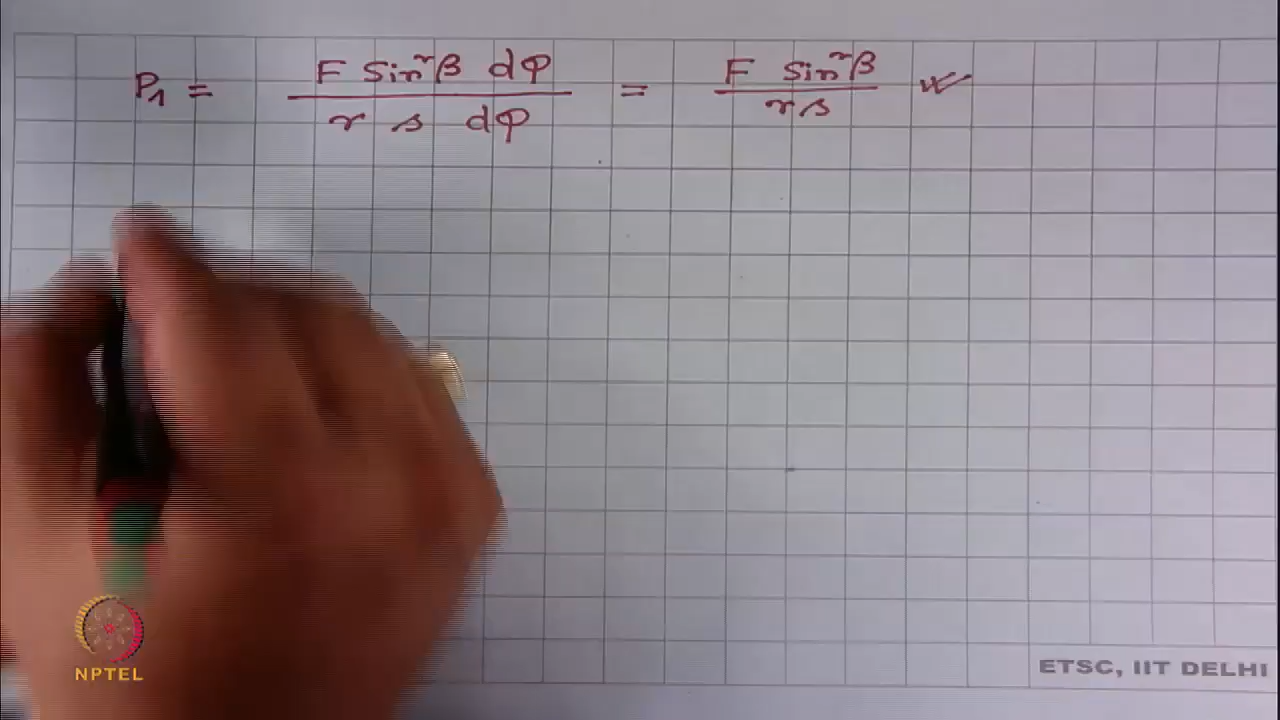 P₁ = F Sin²β dφ / r s dφ = F Sin²β / r s
NPTEL
ETSC, IIT DELHI